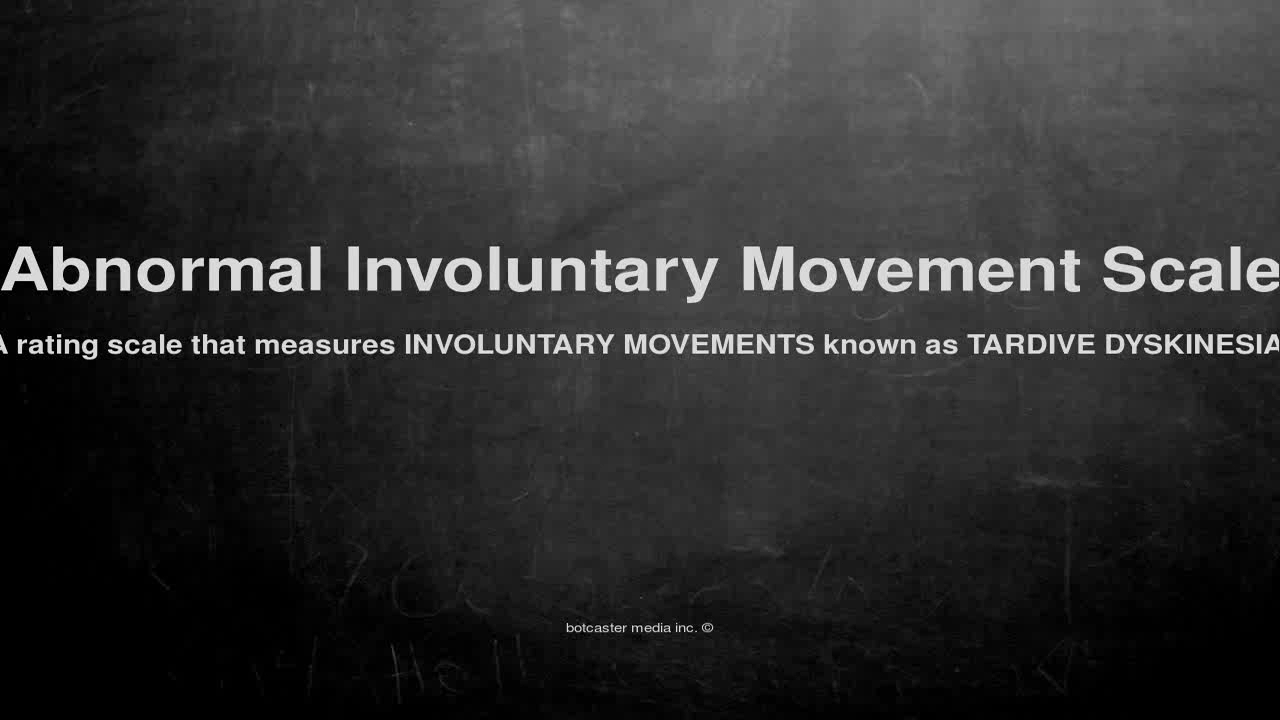 Abnormal Involuntary Movement Scale
A rating scale that measures INVOLUNTARY MOVEMENTS known as TARDIVE DYSKINESIA
botcaster media inc. ©